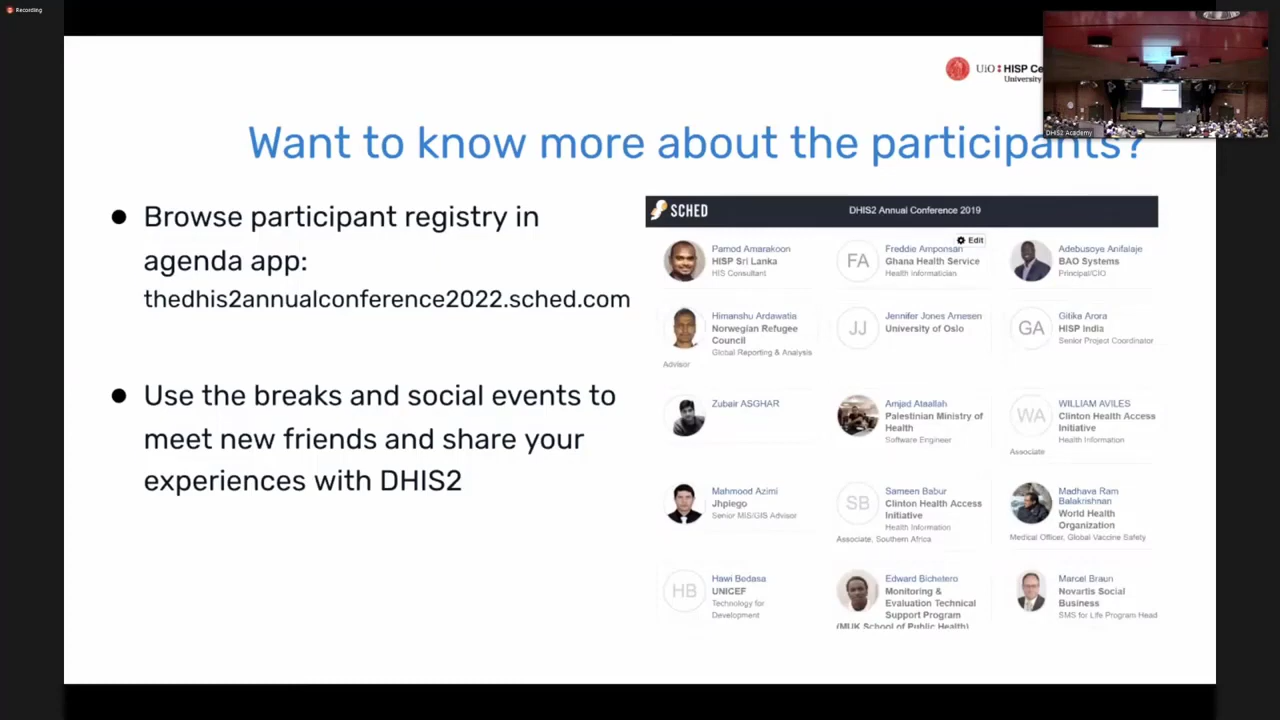 Recording
UiO HISP Ce
University
DHIS2 Academy
Want to know more about the participants?
Browse participant registry in
agenda app:
thedhis2annualconference2022.sched.com
Use the breaks and social events to
meet new friends and share your
experiences with DHIS2
SCHED
DHIS2 Annual Conference 2019
Edit
Pamod Amarakoon
HISP Sri Lanka
HIS Consultant
FA
Freddie Amponsah
Ghana Health Service
Health Informatician
Adebusoye Anifalaje
BAO Systems
Principal/CIO
Himanshu Ardawatia
Norwegian Refugee
Council
Global Reporting & Analysis
Advisor
JJ
Jennifer Jones Arnesen
University of Oslo
GA
Gitika Arora
HISP India
Senior Project Coordinator
Zubair ASGHAR
Amjad Ataallah
Palestinian Ministry of
Health
Software Engineer
WA
WILLIAM AVILES
Clinton Health Access
Initiative
Health Information
Associate
Mahmood Azimi
Jhpiego
Senior MIS/GIS Advisor
SB
Sameen Babur
Clinton Health Access
Initiative
Health Information
Associate, Southern Africa
Madhava Ram
Balakrishnan
World Health
Organization
Medical Officer, Global Vaccine Safety
HB
Hawi Bedasa
UNICEF
Technology for
Development
Edward Bichetero
Monitoring &
Evaluation Technical
Support Program
(MUK School of Public Health)
Marcel Braun
Novartis Social
Business
SMS for Life Program Head